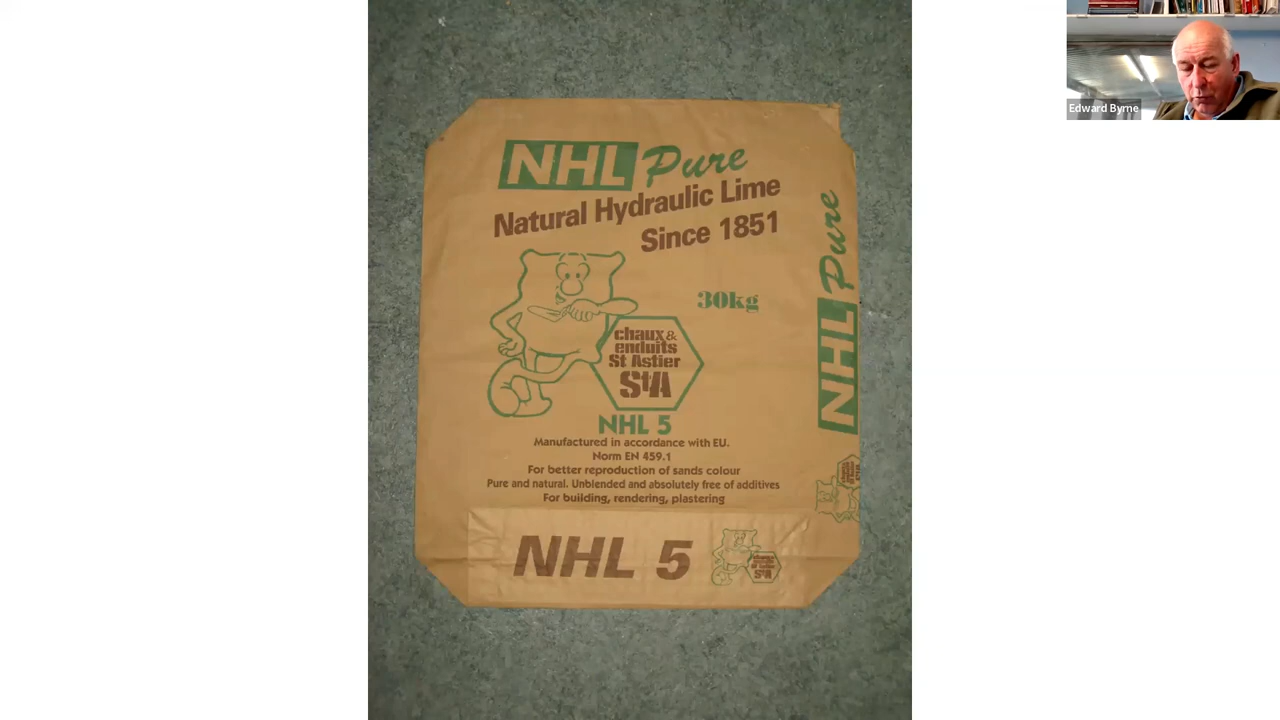 NHL Pure
Natural Hydraulic Lime
Since 1851
30kg
chaux &
enduits
St Astier
StA
NHL 5
Manufactured in accordance with EU.
Norm EN 459.1
For better reproduction of sands colour
Pure and natural. Unblended and absolutely free of additives
For building, rendering, plastering
NHL 5
NHL Pure
Edward Byrne